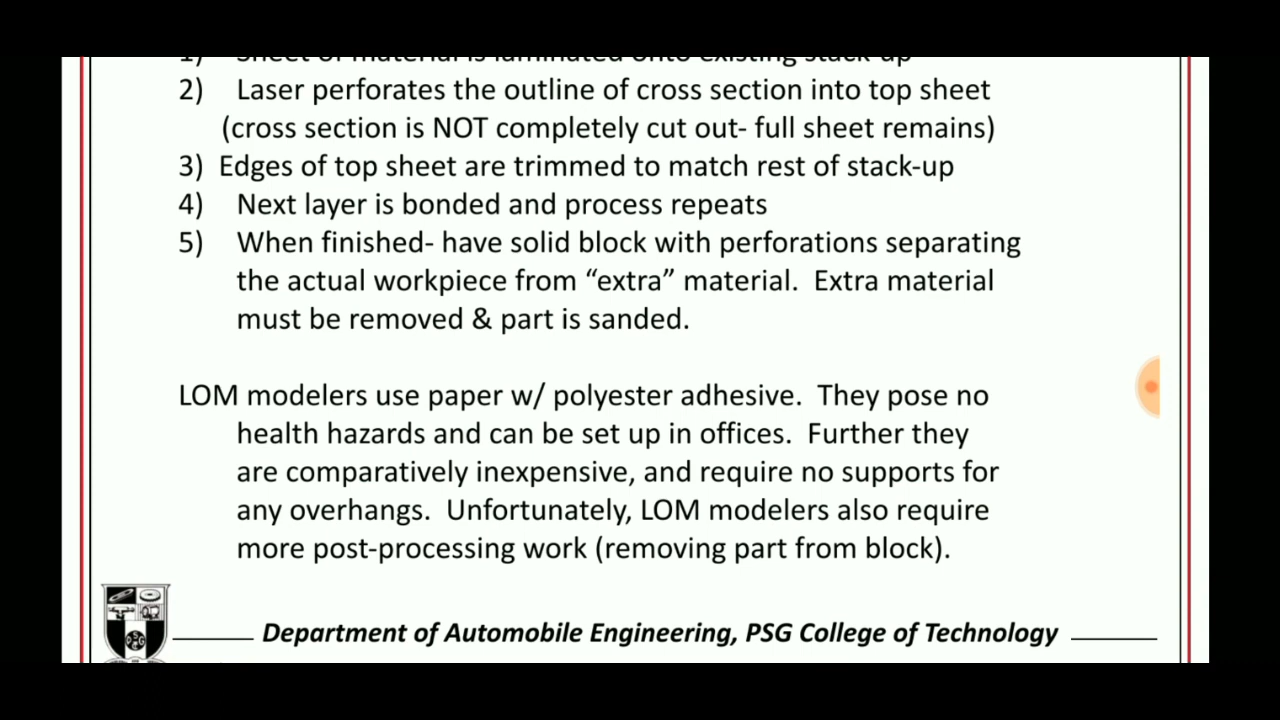 1) Sheet of material is laminated onto existing stack-up
2) Laser perforates the outline of cross section into top sheet
(cross section is NOT completely cut out- full sheet remains)
3) Edges of top sheet are trimmed to match rest of stack-up
4) Next layer is bonded and process repeats
5) When finished- have solid block with perforations separating
the actual workpiece from “extra” material.  Extra material
must be removed & part is sanded.
LOM modelers use paper w/ polyester adhesive.  They pose no
health hazards and can be set up in offices.  Further they
are comparatively inexpensive, and require no supports for
any overhangs.  Unfortunately, LOM modelers also require
more post-processing work (removing part from block).
Department of Automobile Engineering, PSG College of Technology